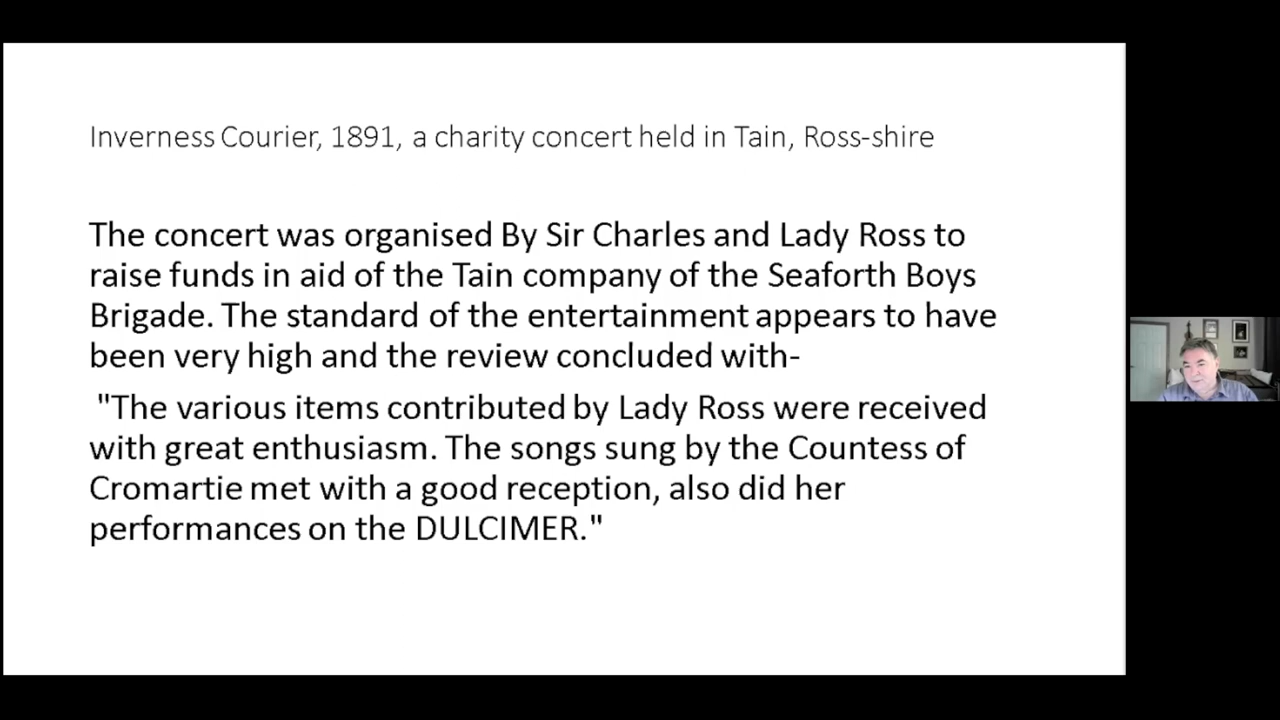 Inverness Courier, 1891, a charity concert held in Tain, Ross-shire
The concert was organised By Sir Charles and Lady Ross to
raise funds in aid of the Tain company of the Seaforth Boys
Brigade. The standard of the entertainment appears to have
been very high and the review concluded with-
"The various items contributed by Lady Ross were received
with great enthusiasm. The songs sung by the Countess of
Cromartie met with a good reception, also did her
performances on the DULCIMER."